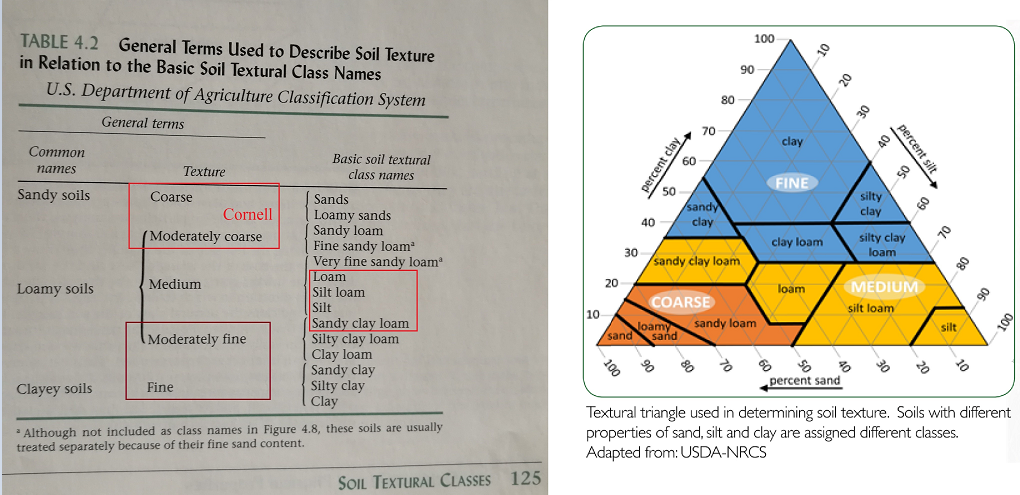 TABLE 4.2 General Terms Used to Describe Soil Texture
in Relation to the Basic Soil Textural Class Names
U.S. Department of Agriculture Classification System
General terms
Common
names
Texture
Basic soil textural
class names
Sandy soils
Coarse
Cornell
Moderately coarse
Sands
Loamy sands
Sandy loam
Fine sandy loamᵃ
Very fine sandy loamᵃ
Loamy soils
Medium
Moderately fine
Loam
Silt loam
Silt
Sandy clay loam
Silty clay loam
Clay loam
Clayey soils
Fine
Sandy clay
Silty clay
Clay
ᵃ Although not included as class names in Figure 4.8, these soils are usually
treated separately because of their fine sand content.
SOIL TEXTURAL CLASSES 125
100
90
80
70
60
50
40
30
20
10
percent clay
10
20
30
40
50
60
70
80
90
100
percent silt
clay
FINE
silty
clay
sandy
clay
clay loam
silty clay
loam
sandy clay loam
loam
MEDIUM
silt loam
COARSE
silt
sand
loamy
sand
sandy loam
100
90
80
70
60
50
40
30
20
10
percent sand
Textural triangle used in determining soil texture. Soils with different
properties of sand, silt and clay are assigned different classes.
Adapted from: USDA-NRCS